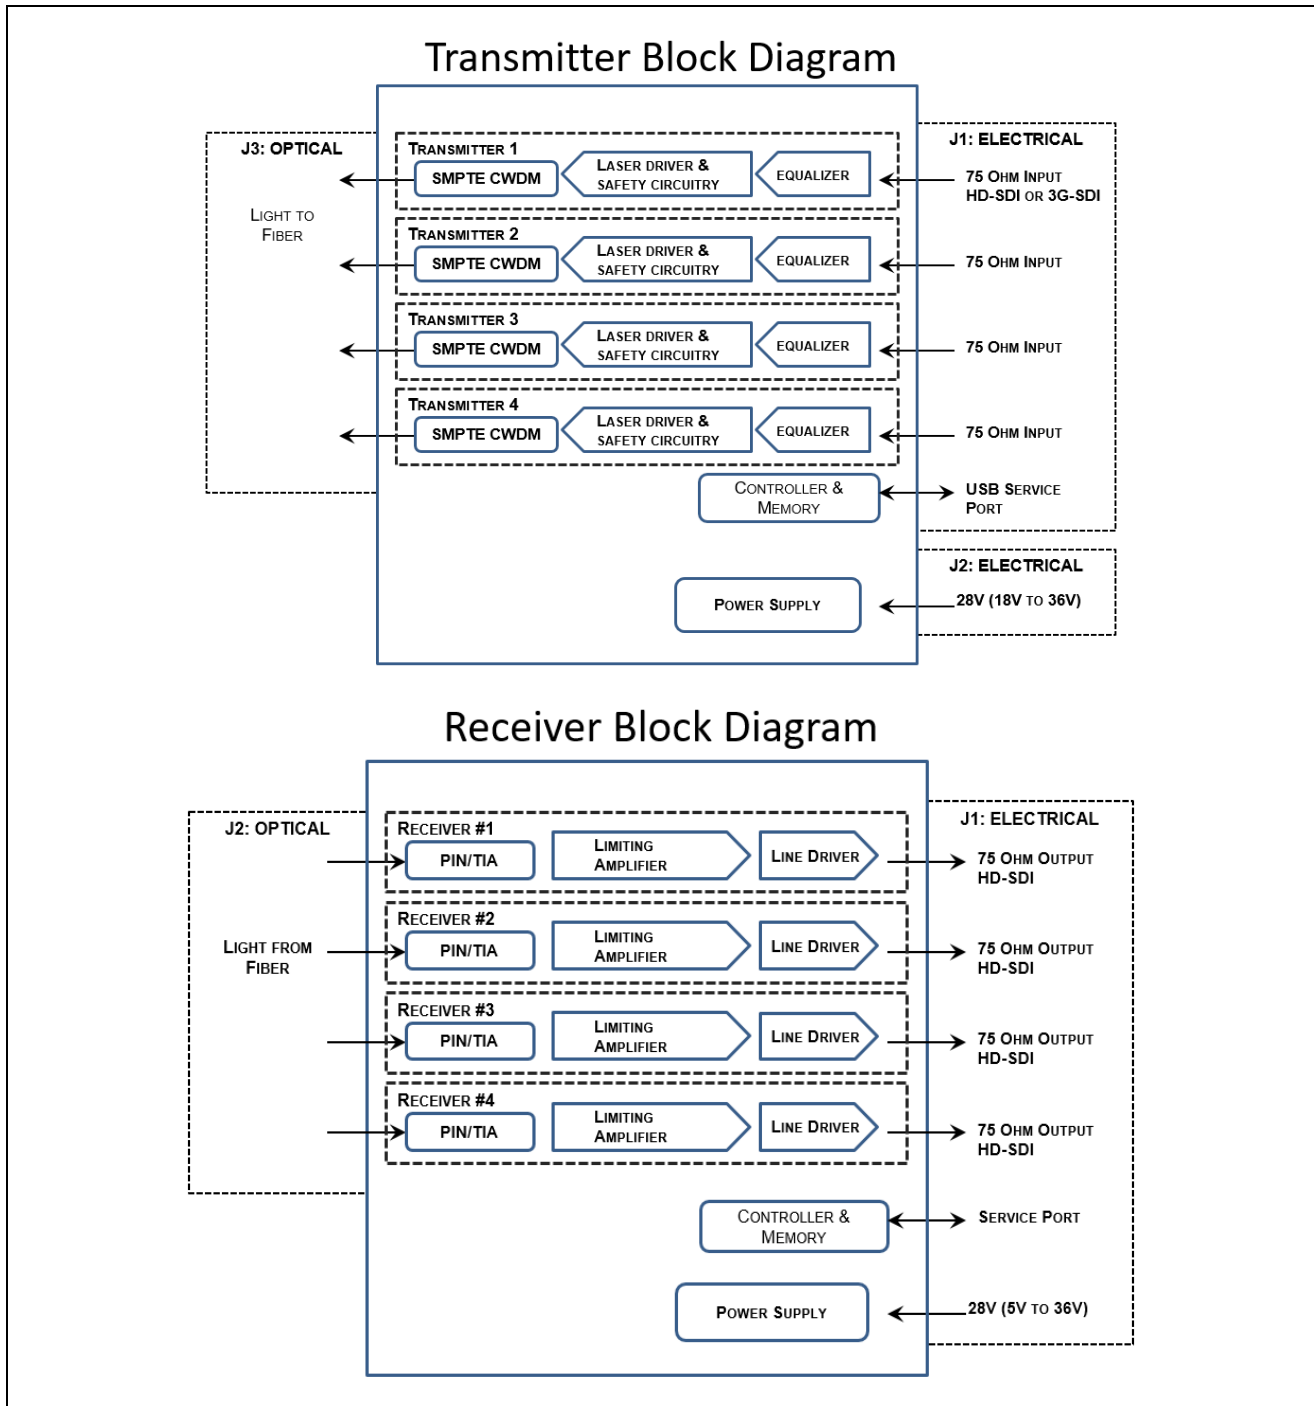 Transmitter Block Diagram
J3: OPTICAL
LIGHT TO
FIBER
TRANSMITTER 1
SMPTE CWDM
LASER DRIVER &
SAFETY CIRCUITRY
EQUALIZER
TRANSMITTER 2
SMPTE CWDM
LASER DRIVER &
SAFETY CIRCUITRY
EQUALIZER
TRANSMITTER 3
SMPTE CWDM
LASER DRIVER &
SAFETY CIRCUITRY
EQUALIZER
TRANSMITTER 4
SMPTE CWDM
LASER DRIVER &
SAFETY CIRCUITRY
EQUALIZER
CONTROLLER &
MEMORY
POWER SUPPLY
J1: ELECTRICAL
75 OHM INPUT
HD-SDI OR 3G-SDI
75 OHM INPUT
75 OHM INPUT
75 OHM INPUT
USB SERVICE
PORT
J2: ELECTRICAL
28V (18V TO 36V)
Receiver Block Diagram
J2: OPTICAL
LIGHT FROM
FIBER
RECEIVER #1
PIN/TIA
LIMITING
AMPLIFIER
LINE DRIVER
RECEIVER #2
PIN/TIA
LIMITING
AMPLIFIER
LINE DRIVER
RECEIVER #3
PIN/TIA
LIMITING
AMPLIFIER
LINE DRIVER
RECEIVER #4
PIN/TIA
LIMITING
AMPLIFIER
LINE DRIVER
CONTROLLER &
MEMORY
POWER SUPPLY
J1: ELECTRICAL
75 OHM OUTPUT
HD-SDI
75 OHM OUTPUT
HD-SDI
75 OHM OUTPUT
HD-SDI
75 OHM OUTPUT
HD-SDI
SERVICE PORT
28V (5V TO 36V)